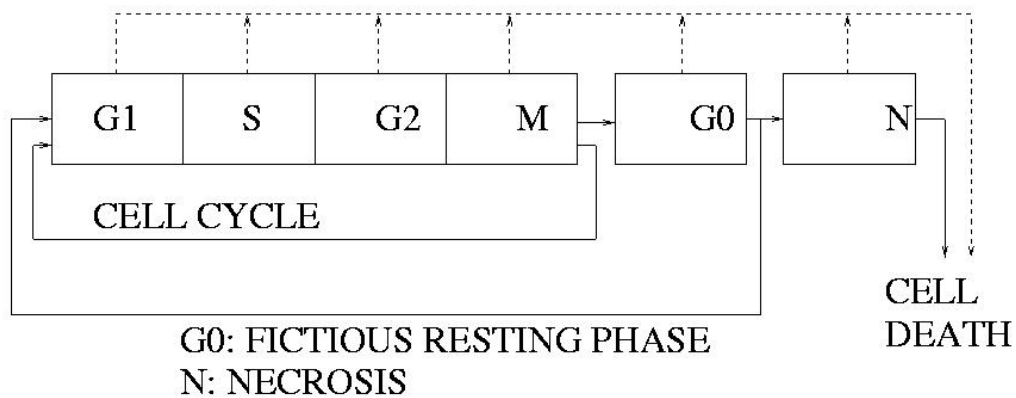 G1 S G2 M G0 N
CELL CYCLE
CELL
DEATH
G0: FICTIOUS RESTING PHASE
N: NECROSIS